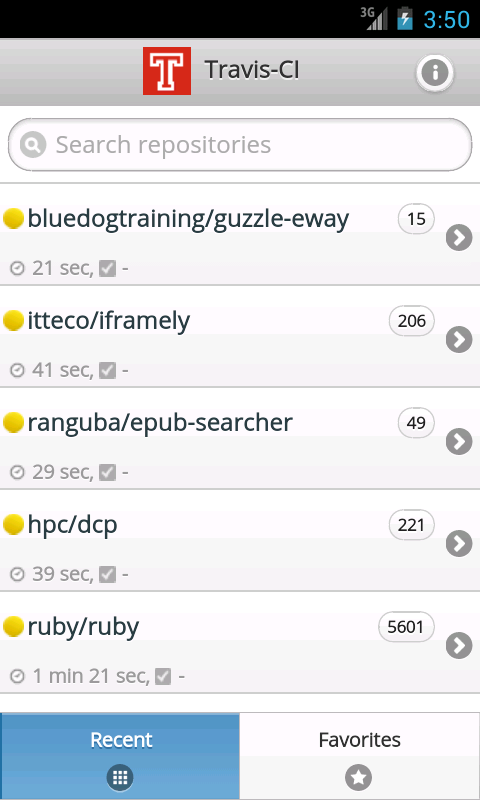 3G 3:50
T Travis-CI
Search repositories
bluedogtraining/guzzle-eway 15
21 sec, -
itteco/iframely 206
41 sec, -
ranguba/epub-searcher 49
29 sec, -
hpc/dcp 221
39 sec, -
ruby/ruby 5601
1 min 21 sec, -
Recent Favorites